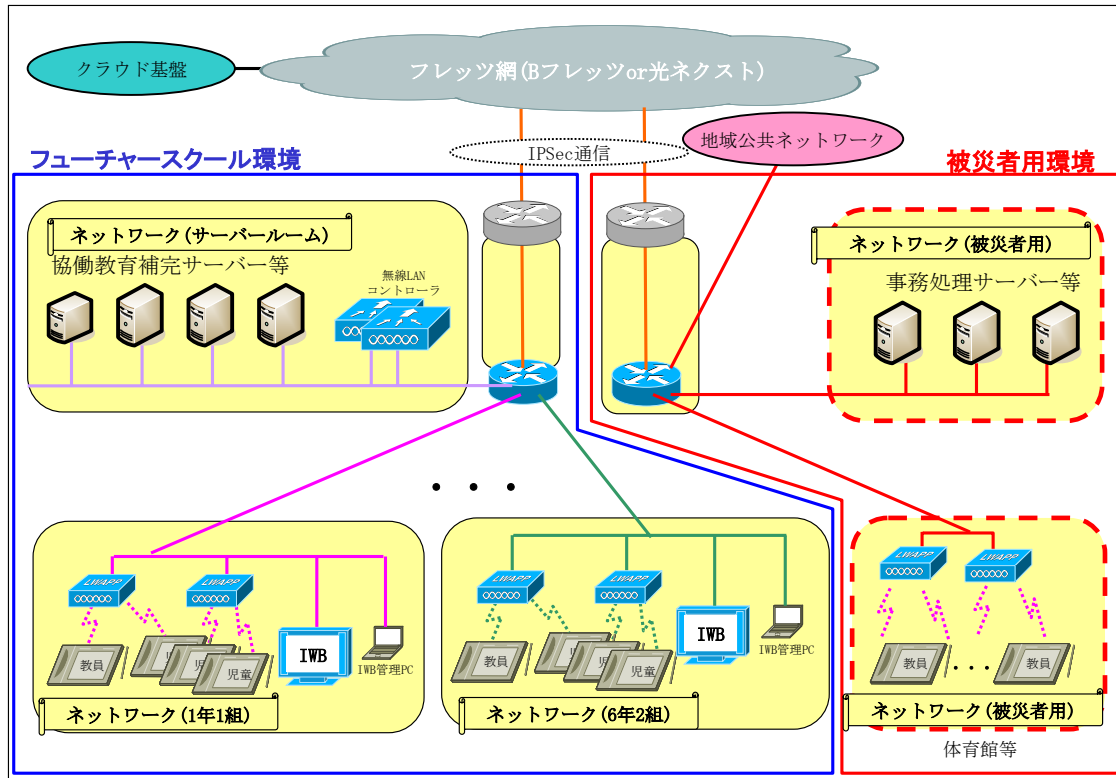 クラウド基盤
フレッツ網(Bフレッツor光ネクスト)
IPSec通信
地域公共ネットワーク
フューチャースクール環境
被災者用環境
ネットワーク(サーバールーム)
協働教育補完サーバー等
無線LAN
コントローラ
ネットワーク(被災者用)
事務処理サーバー等
・・・
LWAPP
LWAPP
教員
児
児
児童
IWB
IWB管理PC
ネットワーク(1年1組)
LWAPP
LWAPP
教員
児
児
児童
IWB
IWB管理PC
ネットワーク(6年2組)
LWAPP
LWAPP
教員
・・・
教員
ネットワーク(被災者用)
体育館等